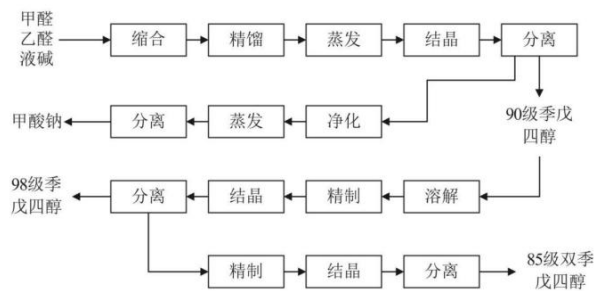 甲醛
乙醛
液碱
缩合
精馏
蒸发
结晶
分离
甲酸钠
分离
蒸发
净化
90级季戊
四醇
98级季
戊四醇
分离
结晶
精制
溶解
精制
结晶
分离
85级双季
戊四醇